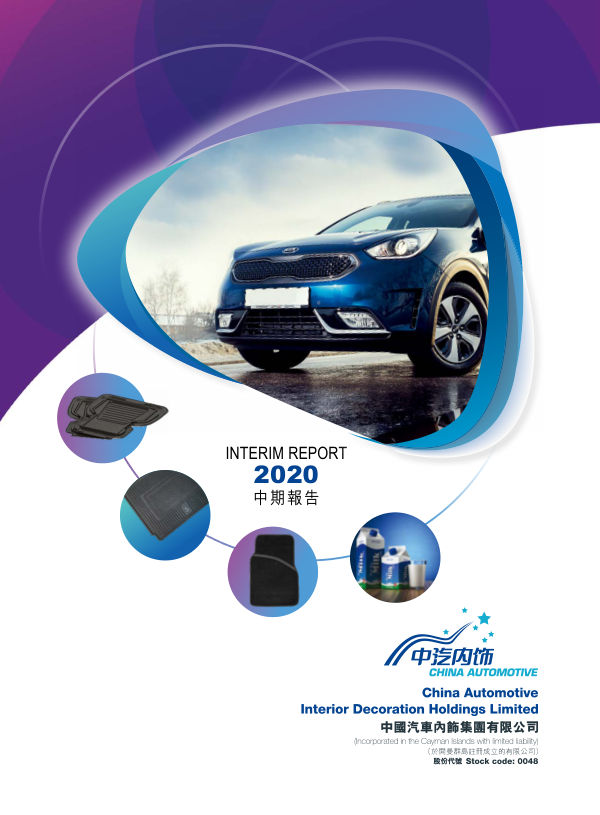 INTERIM REPORT
2020
中期報告
中汽内饰
CHINA AUTOMOTIVE
China Automotive
Interior Decoration Holdings Limited
中國汽車內飾集團有限公司
(Incorporated in the Cayman Islands with limited liability)
(於開曼群島註冊成立的有限公司)
股份代號 Stock code: 0048